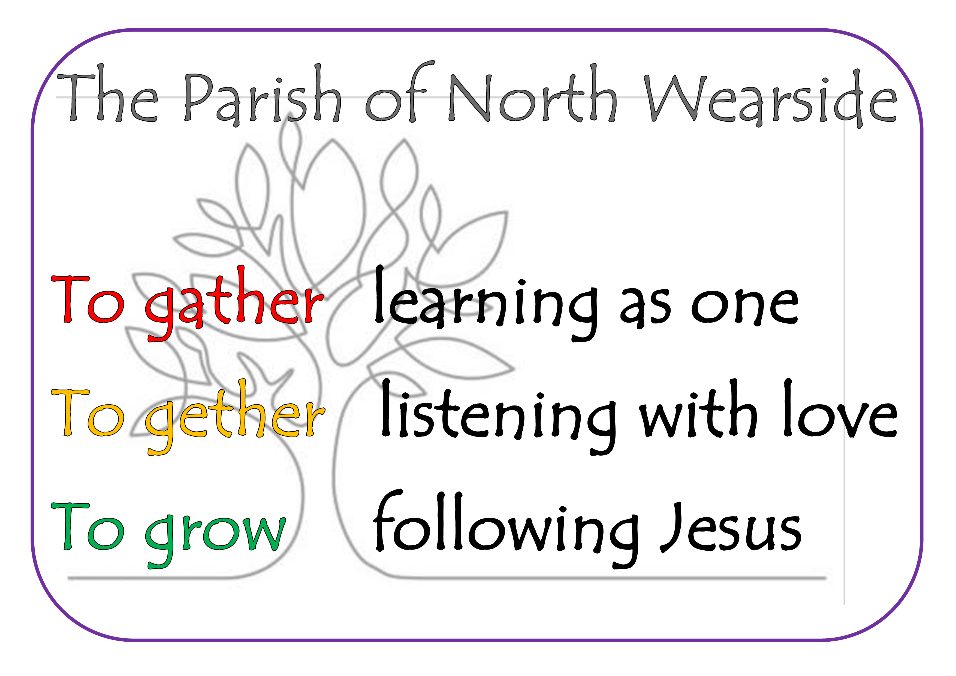 The Parish of North Wearside
To gather learning as one
To gether listening with love
To grow following Jesus